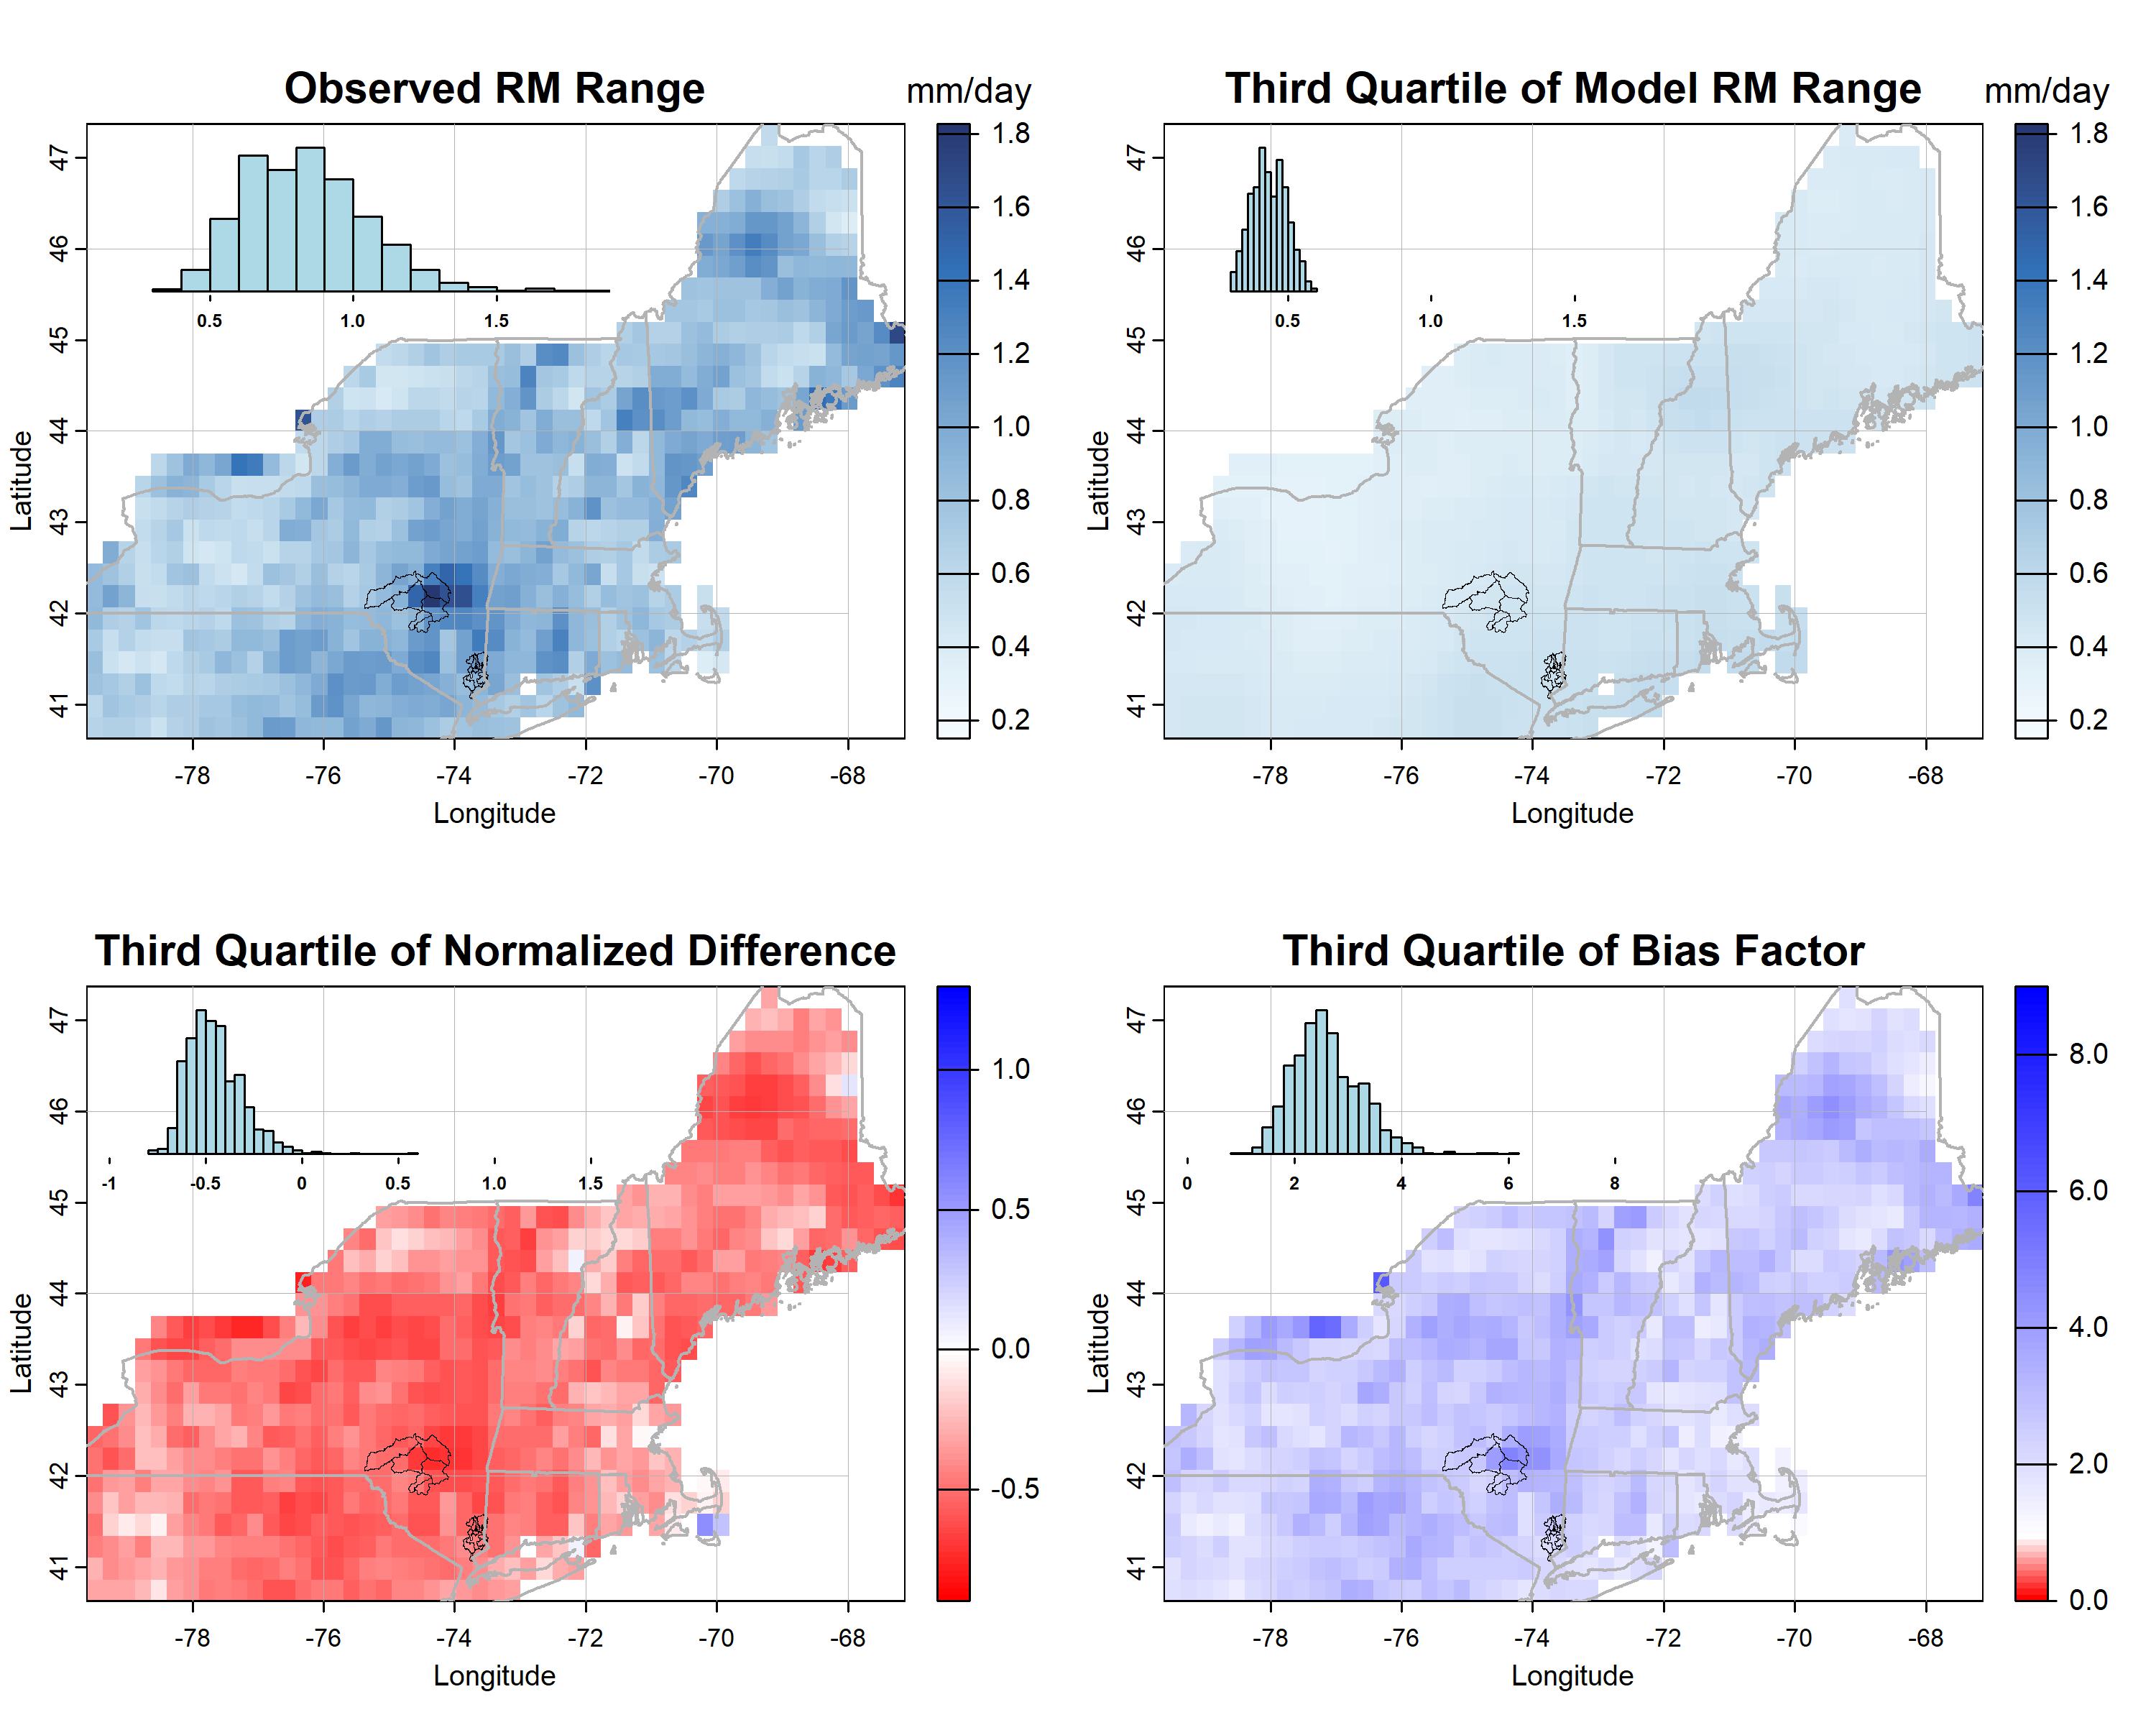 Observed RM Range
mm/day
47
46
45
44
43
42
41
Latitude
0.5 1.0 1.5
1.8
1.6
1.4
1.2
1.0
0.8
0.6
0.4
0.2
-78 -76 -74 -72 -70 -68
Longitude
Third Quartile of Model RM Range
mm/day
47
46
45
44
43
42
41
Latitude
0.5 1.0 1.5
1.8
1.6
1.4
1.2
1.0
0.8
0.6
0.4
0.2
-78 -76 -74 -72 -70 -68
Longitude
Third Quartile of Normalized Difference
47
46
45
44
43
42
41
Latitude
-1 -0.5 0 0.5 1.0 1.5
1.0
0.5
0.0
-0.5
-78 -76 -74 -72 -70 -68
Longitude
Third Quartile of Bias Factor
47
46
45
44
43
42
41
Latitude
0 2 4 6 8
8.0
6.0
4.0
2.0
0.0
-78 -76 -74 -72 -70 -68
Longitude